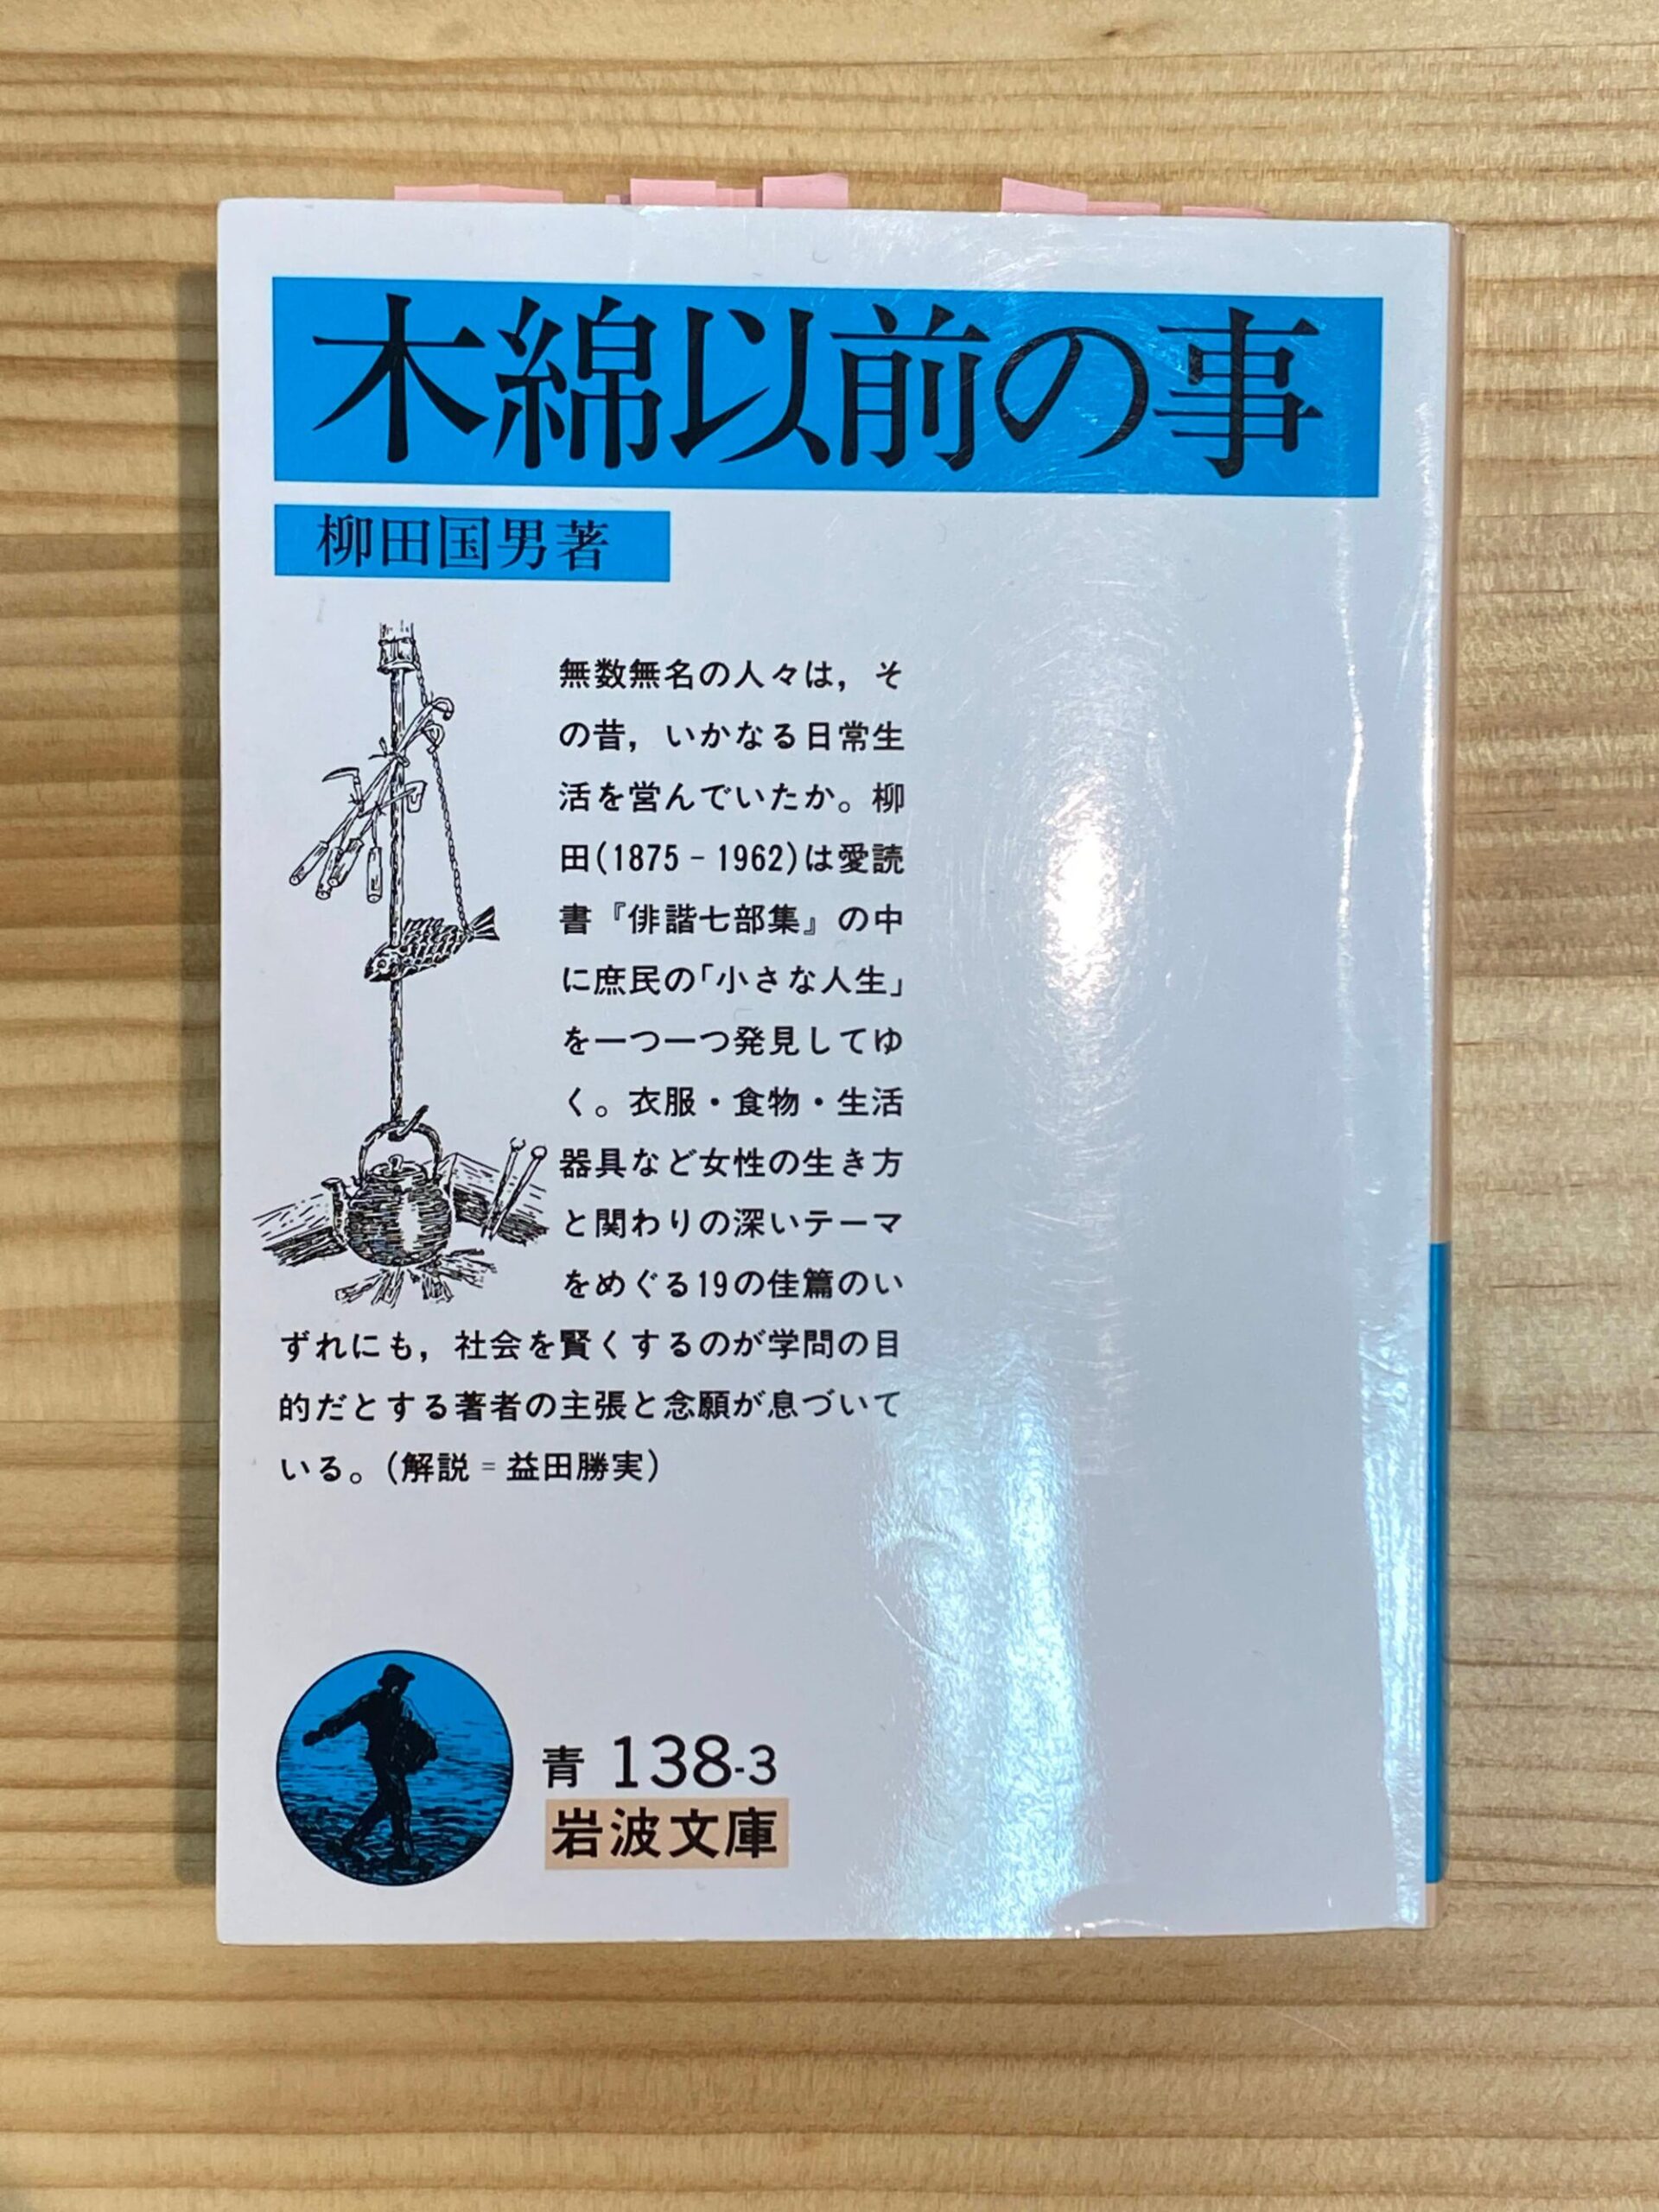 木綿以前の事
柳田国男著
無数無名の人々は，そ
の昔，いかなる日常生
活を営んでいたか。柳
田(1875‐1962)は愛読
書『俳諧七部集』の中
に庶民の「小さな人生」
を一つ一つ発見してゆ
く。衣服・食物・生活
器具など女性の生き方
と関わりの深いテーマ
をめぐる19の佳篇のい
ずれにも，社会を賢くするのが学問の目
的だとする著者の主張と念願が息づいて
いる。(解説=益田勝実)
青 138-3
岩波文庫